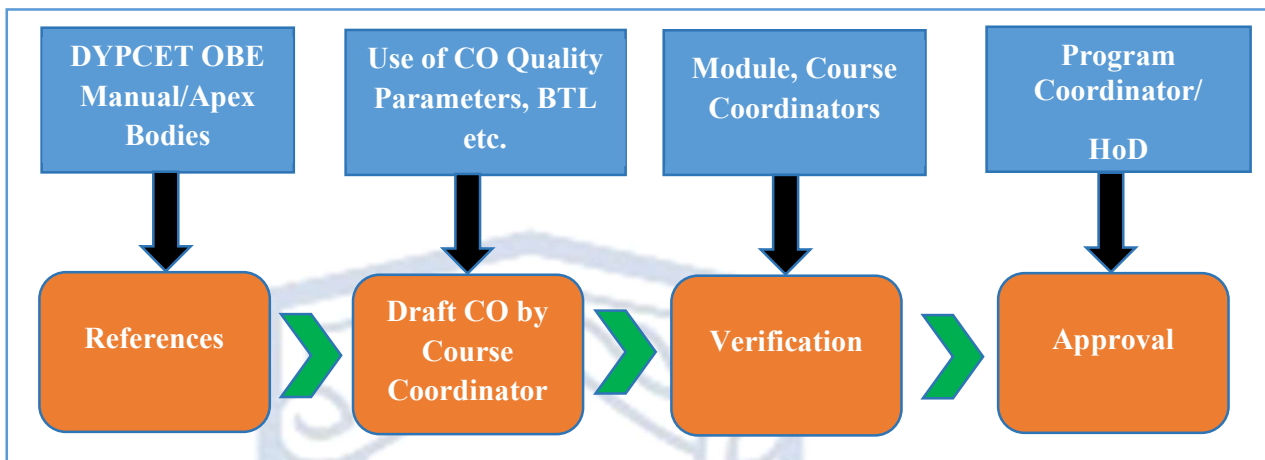 DYPCET OBE
Manual/Apex
Bodies
Use of CO Quality
Parameters, BTL
etc.
Module, Course
Coordinators
Program
Coordinator/
HoD
References
Draft CO by
Course
Coordinator
Verification
Approval